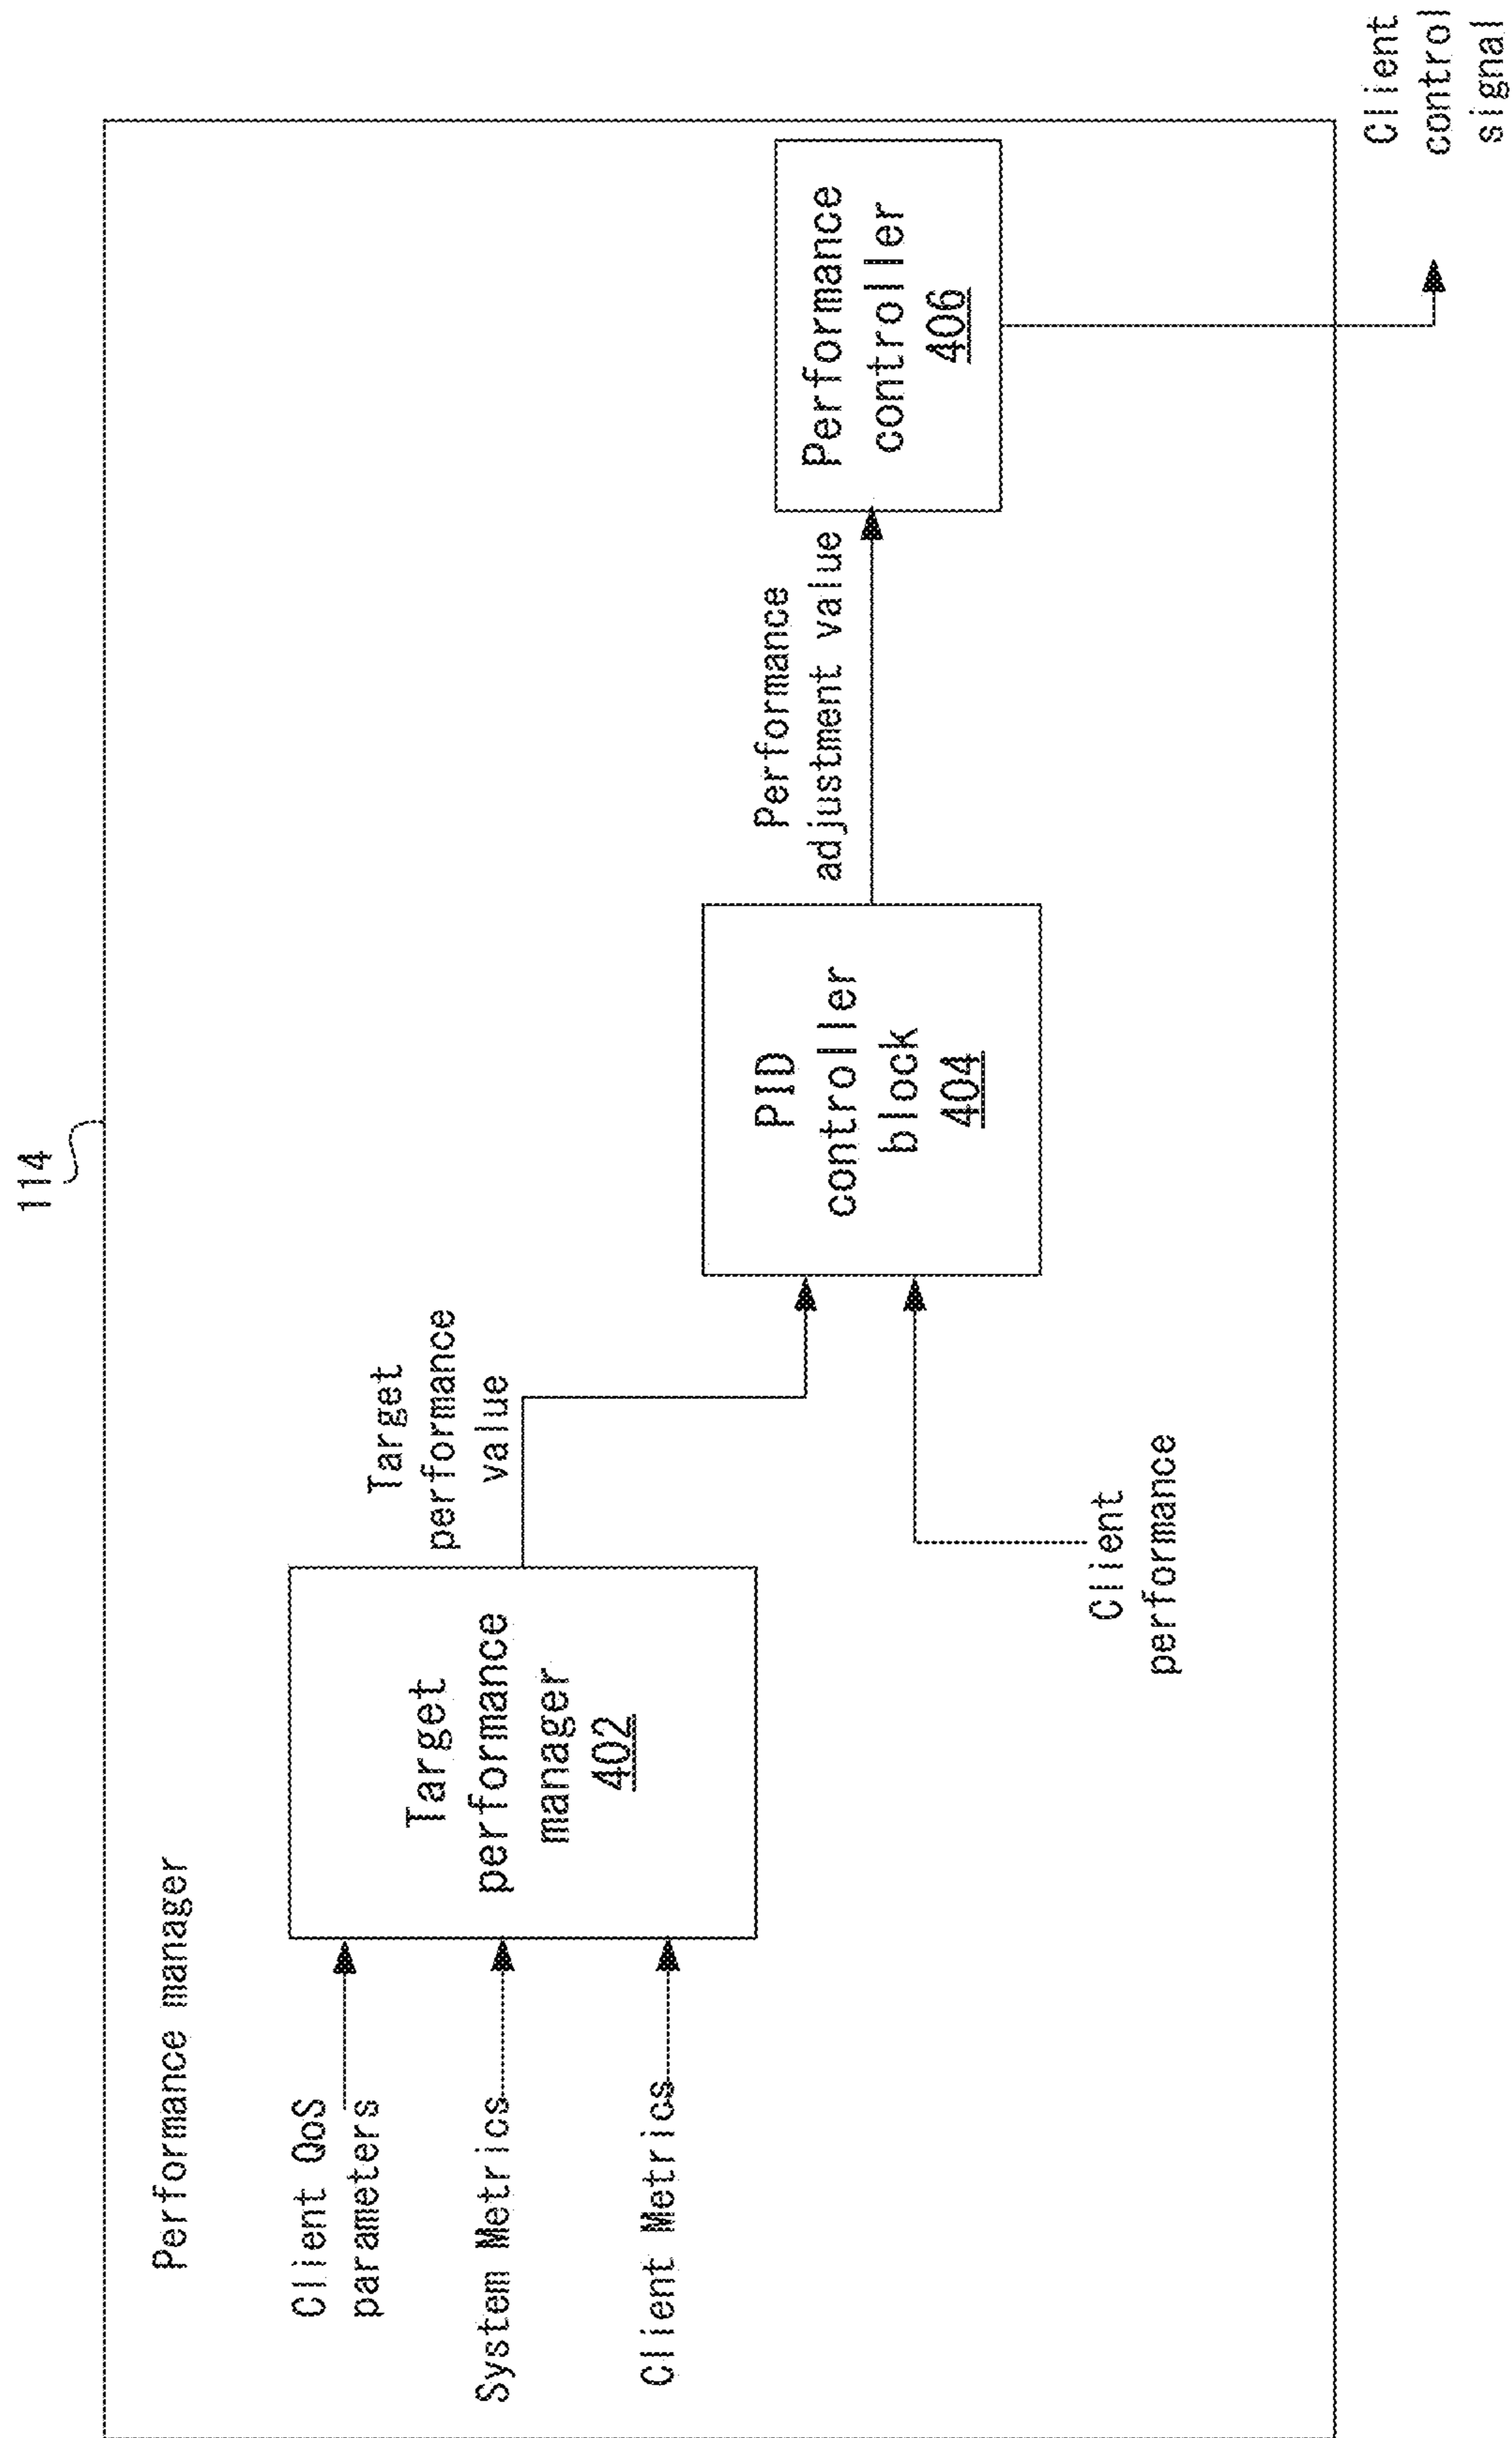 114
Performance manager
Client QoS
parameters
System Metrics
Client Metrics
Target
performance
manager
402
Target
performance
value
Client
performance
PID
controller
block
404
Performance
adjustment value
Performance
controller
406
Client
control
signal